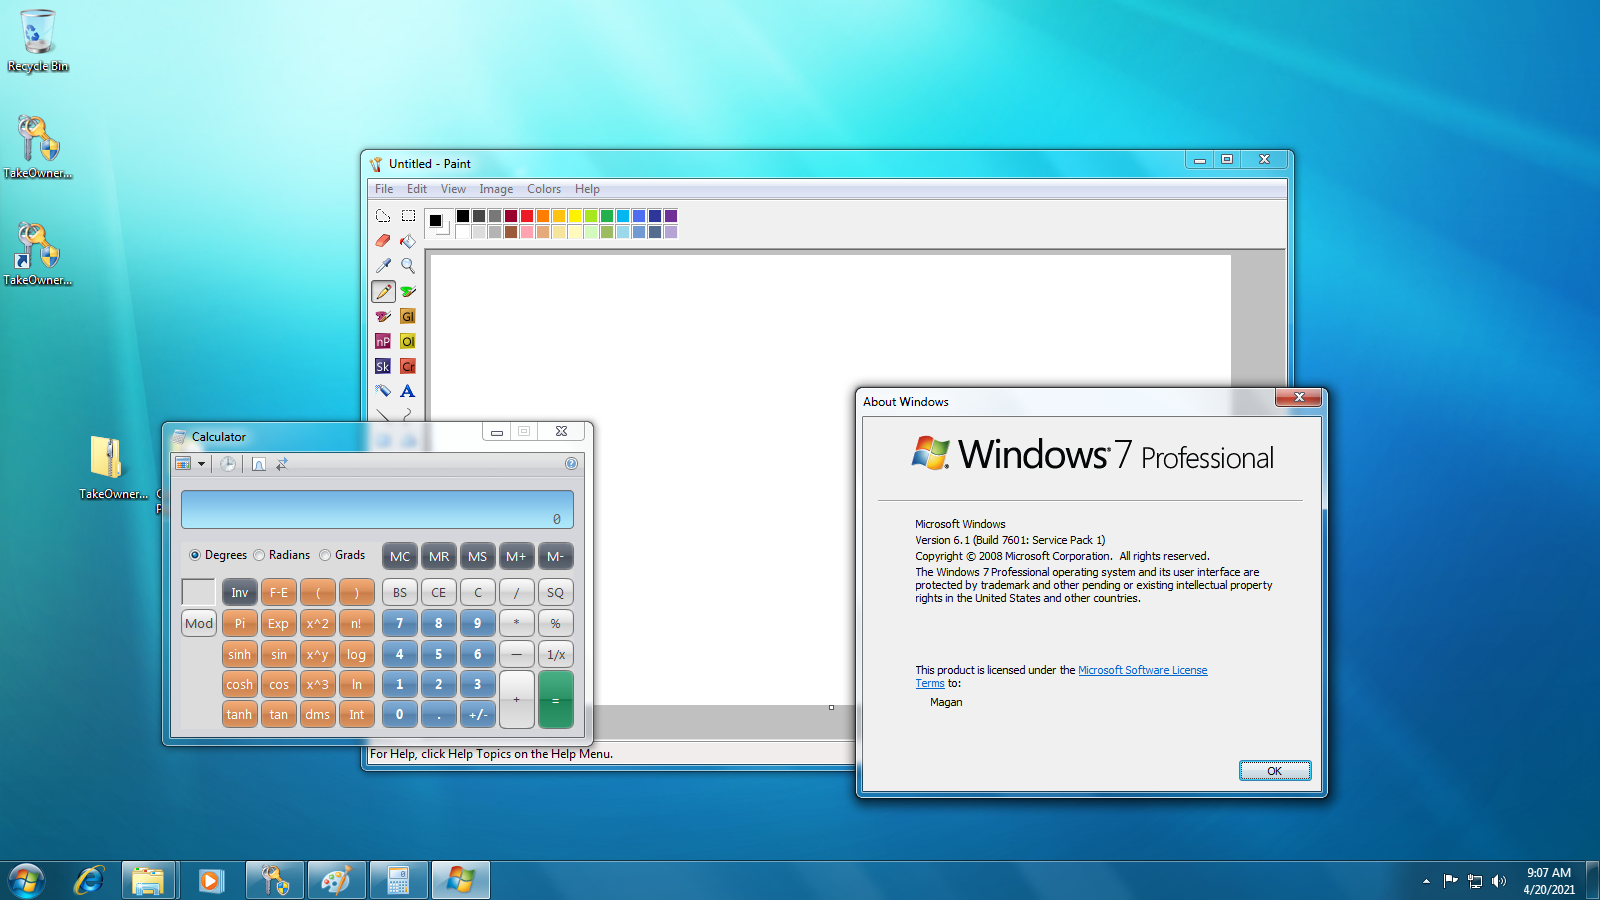 Recycle Bin
TakeOwner...
TakeOwner...
TakeOwner...
Untitled - Paint
File Edit View Image Colors Help
Gl
nP Ol
Sk Cr
A
For Help, click Help Topics on the Help Menu.
Calculator
0
Degrees Radians Grads MC MR MS M+ M-
Inv F-E ( ) BS CE C / SQ
Mod Pi Exp x^2 n! 7 8 9 * %
sinh sin x^y log 4 5 6 — 1/x
cosh cos x^3 ln 1 2 3 + =
tanh tan dms Int 0 . +/-
About Windows
Windows 7 Professional
Microsoft Windows
Version 6.1 (Build 7601: Service Pack 1)
Copyright © 2008 Microsoft Corporation. All rights reserved.
The Windows 7 Professional operating system and its user interface are
protected by trademark and other pending or existing intellectual property
rights in the United States and other countries.
This product is licensed under the Microsoft Software License
Terms to:
Magan
OK
9:07 AM
4/20/2021